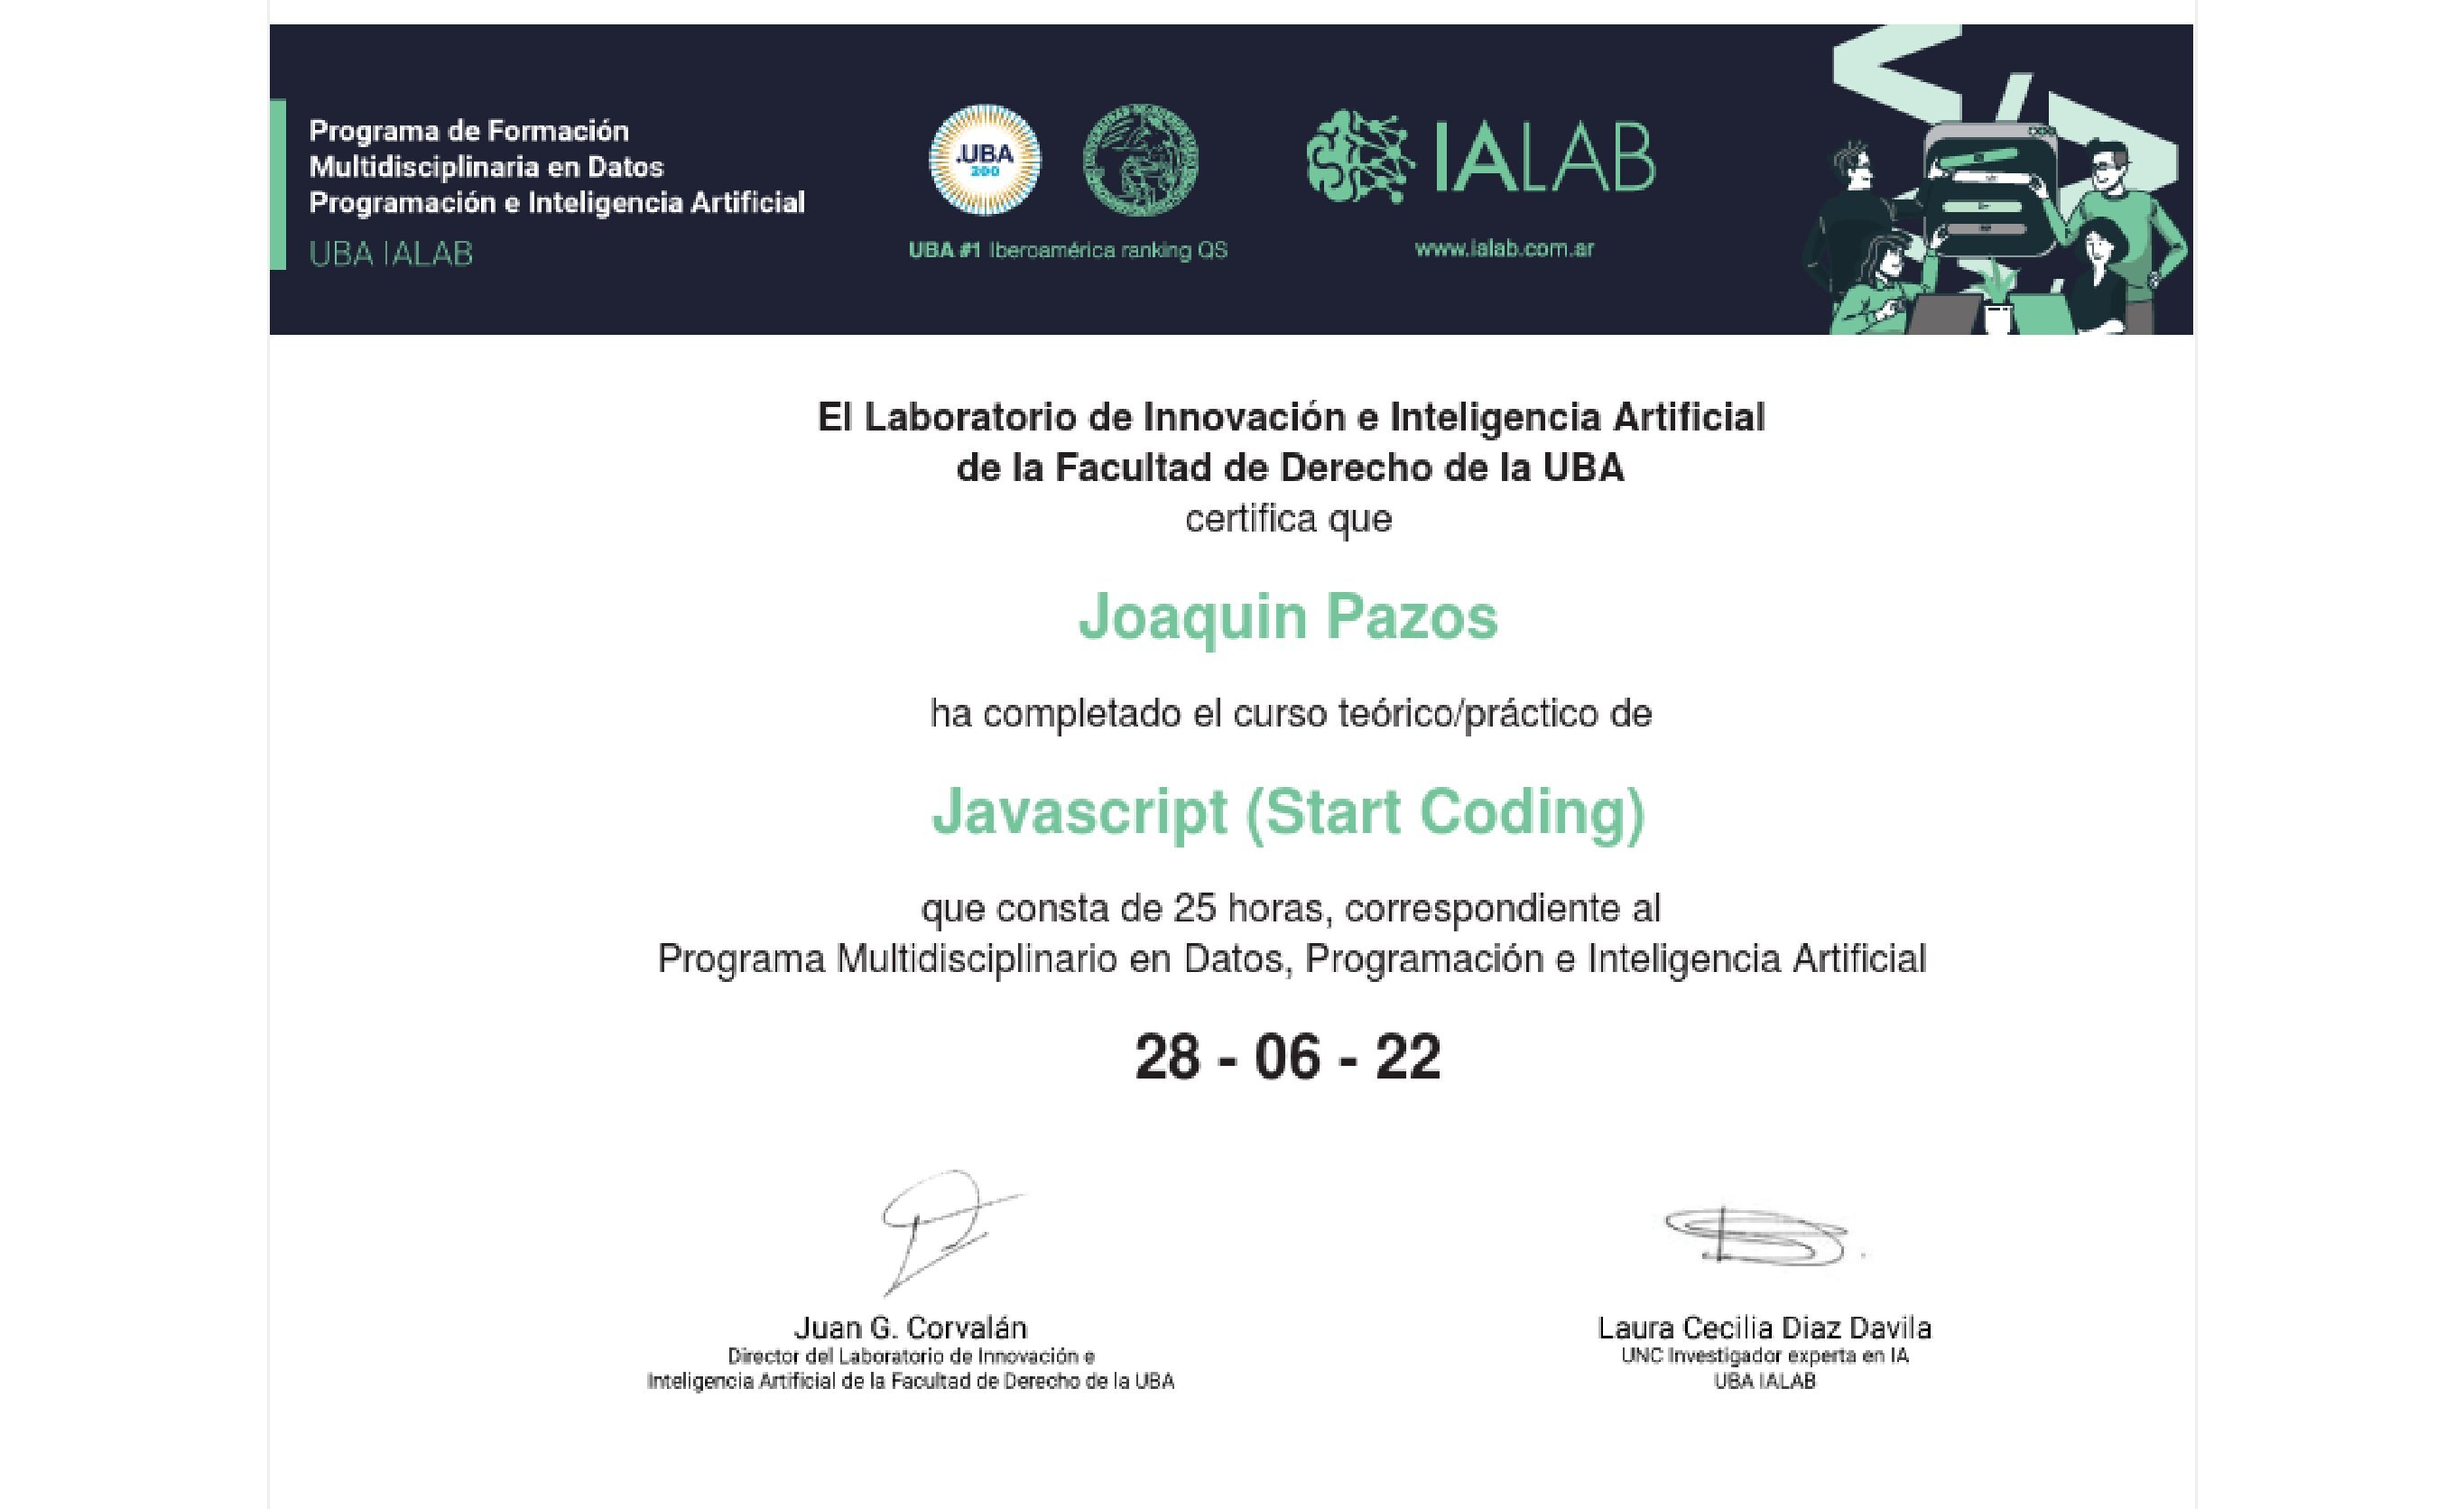 Programa de Formación
Multidisciplinaria en Datos
Programación e Inteligencia Artificial
UBA IALAB
.UBA
200
UBA #1 Iberoamérica ranking QS
IALAB
www.ialab.com.ar
El Laboratorio de Innovación e Inteligencia Artificial
de la Facultad de Derecho de la UBA
certifica que
Joaquin Pazos
ha completado el curso teórico/práctico de
Javascript (Start Coding)
que consta de 25 horas, correspondiente al
Programa Multidisciplinario en Datos, Programación e Inteligencia Artificial
28 - 06 - 22
Juan G. Corvalán
Director del Laboratorio de Innovación e
Inteligencia Artificial de la Facultad de Derecho de la UBA
Laura Cecilia Diaz Davila
UNC Investigador experta en IA
UBA IALAB